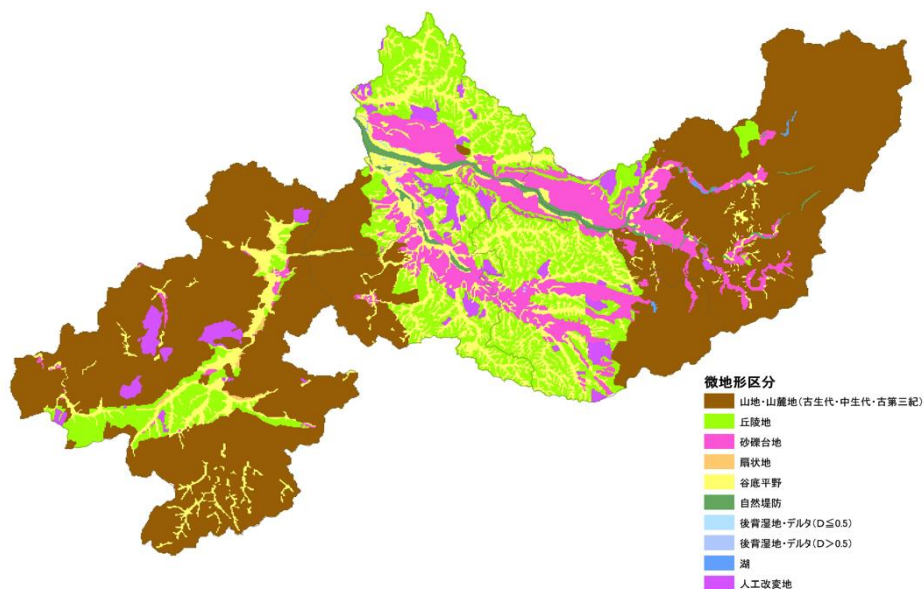 微地形区分
山地・山麓地(古生代・中生代・古第三紀)
丘陵地
砂礫台地
扇状地
谷底平野
自然堤防
後背湿地・デルタ(D≦0.5)
後背湿地・デルタ(D>0.5)
湖
人工改変地